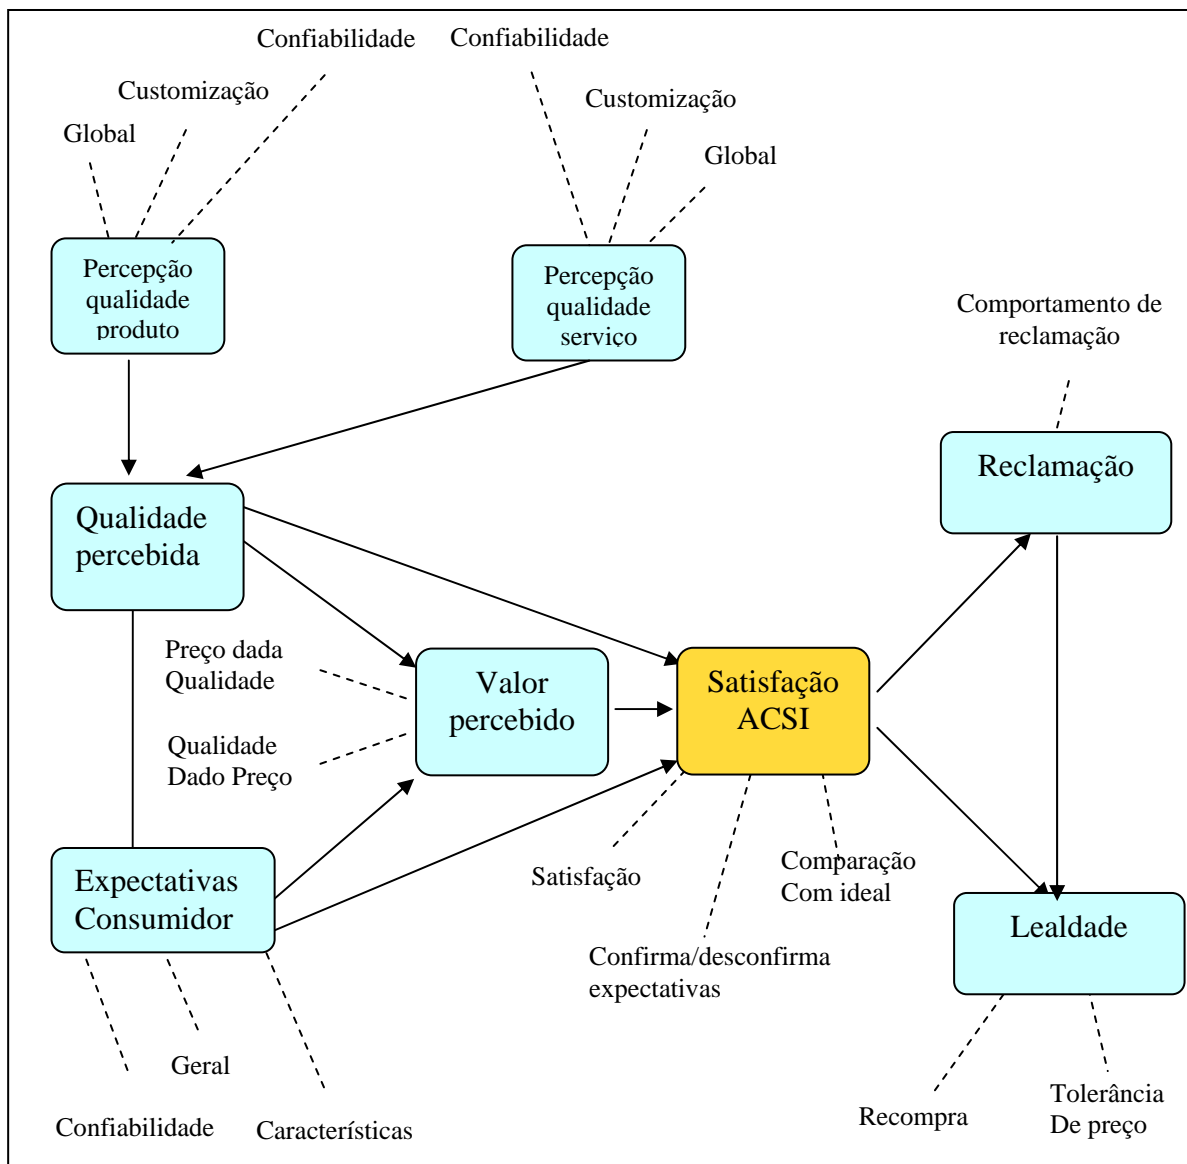 Confiabilidade
Confiabilidade
Customização
Customização
Global
Global
Percepção
qualidade
produto
Percepção
qualidade
serviço
Comportamento de
reclamação
Reclamação
Qualidade
percebida
Preço dada
Qualidade
Valor
percebido
Satisfação
ACSI
Qualidade
Dado Preço
Expectativas
Consumidor
Satisfação
Comparação
Com ideal
Lealdade
Confirma/desconfirma
expectativas
Geral
Confiabilidade
Características
Recompra
Tolerância
De preço